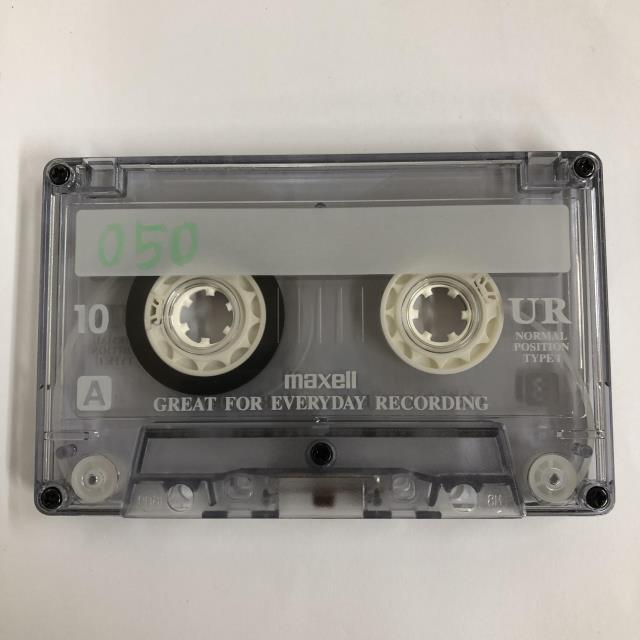 050
10
UR
NORMAL
POSITION
TYPE I
A
maxell
GREAT FOR EVERYDAY RECORDING